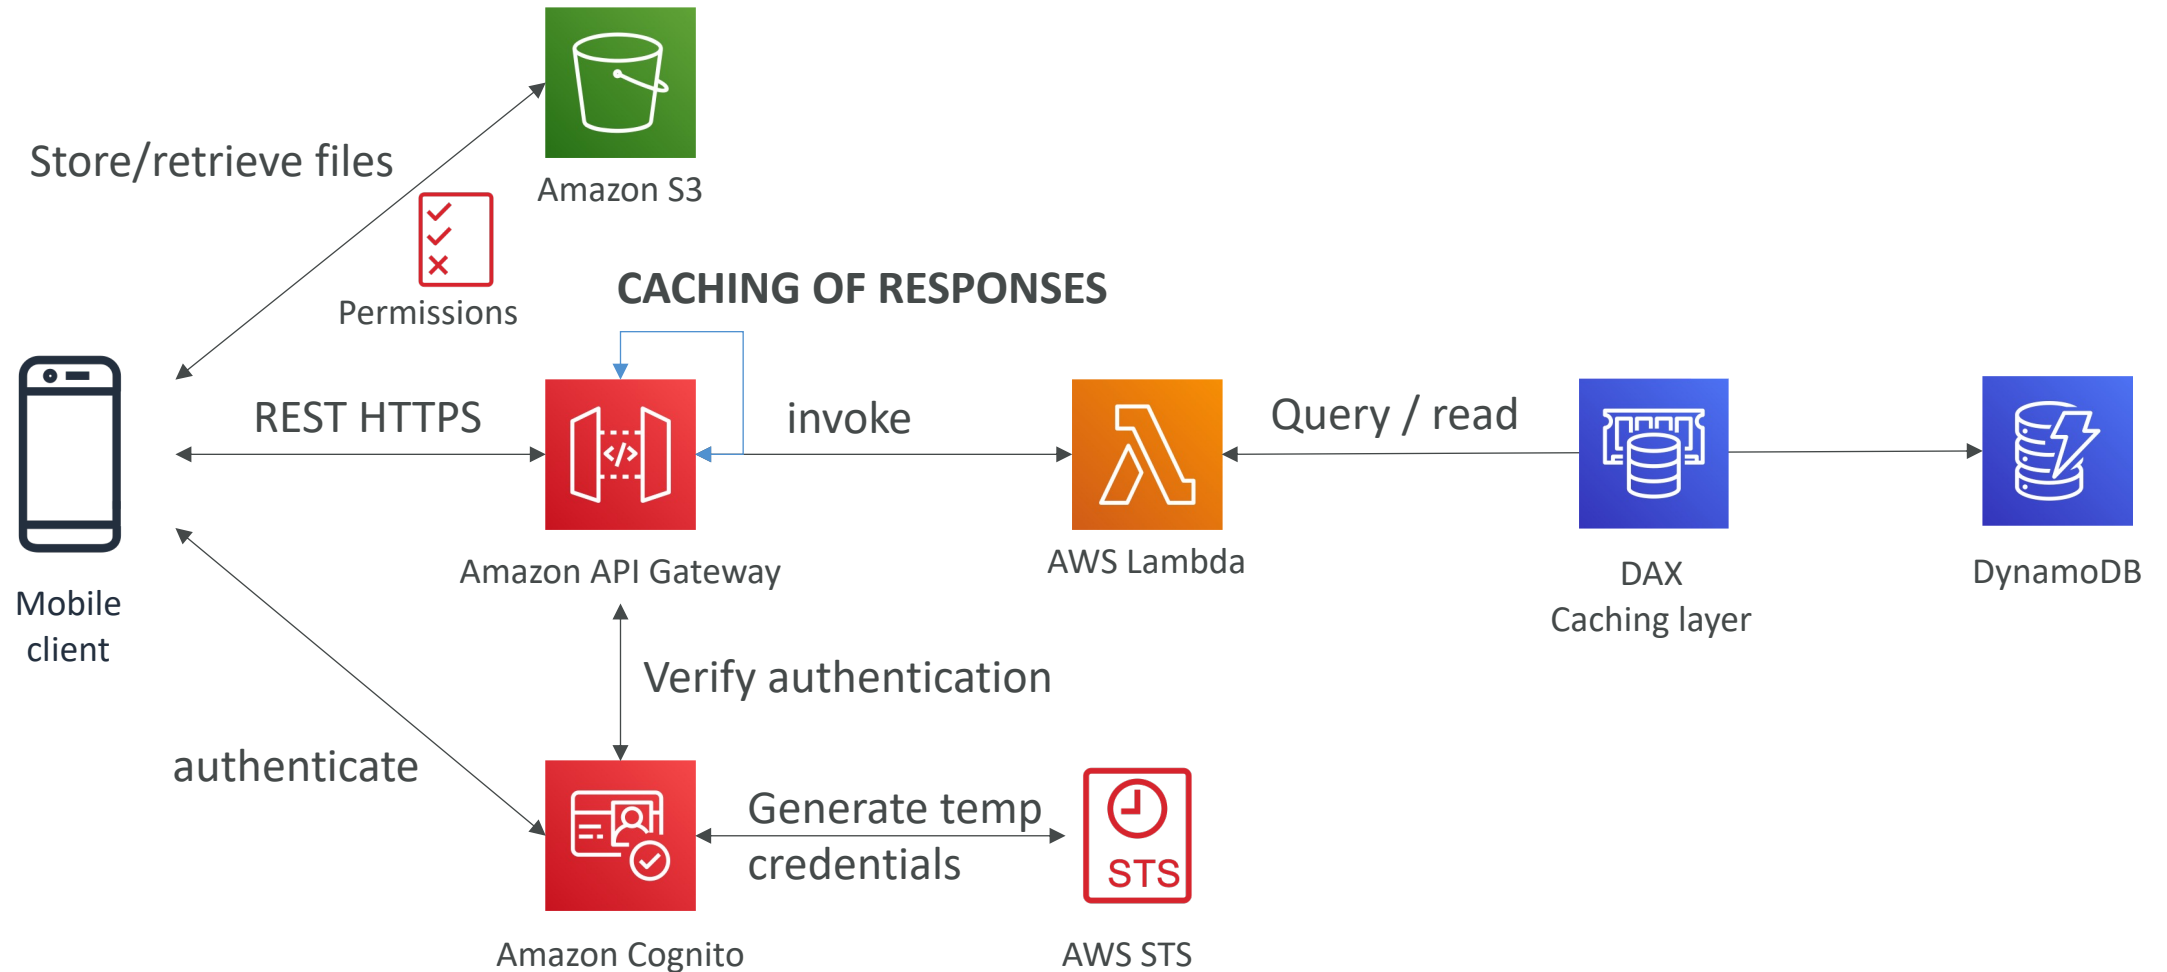 Store/retrieve files
Amazon S3
Permissions
CACHING OF RESPONSES
REST HTTPS
invoke
Query / read
Amazon API Gateway
AWS Lambda
DAX
Caching layer
DynamoDB
Mobile
client
Verify authentication
authenticate
Generate temp
credentials
STS
Amazon Cognito
AWS STS